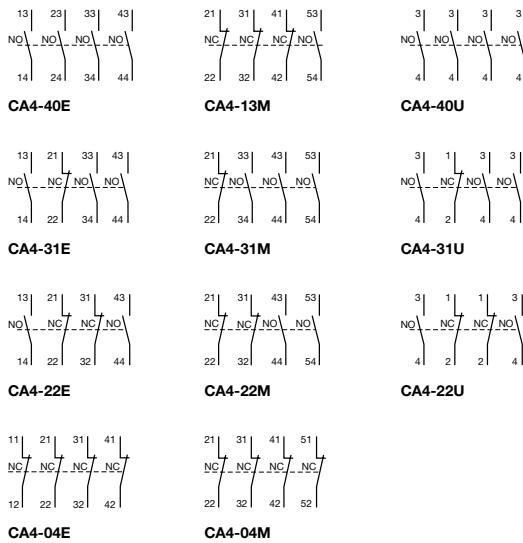 13 23 33 43 21 31 41 53 3 3 3 3
NO NO NO NO NC NC NC NO NO NO NO NO
14 24 34 44 22 32 42 54 4 4 4 4
CA4-40E CA4-13M CA4-40U
13 21 33 43 21 33 43 53 3 1 3 3
NO NC NO NO NC NO NO NO NO NC NO NO
14 22 34 44 22 34 44 54 4 2 4 4
CA4-31E CA4-31M CA4-31U
13 21 31 43 21 31 43 53 3 1 1 3
NO NC NC NO NC NC NO NO NO NC NC NO
14 22 32 44 22 32 44 54 4 2 2 4
CA4-22E CA4-22M CA4-22U
11 21 31 41 21 31 41 51
NC NC NC NC NC NC NC NC
12 22 32 42 22 32 42 52
CA4-04E CA4-04M